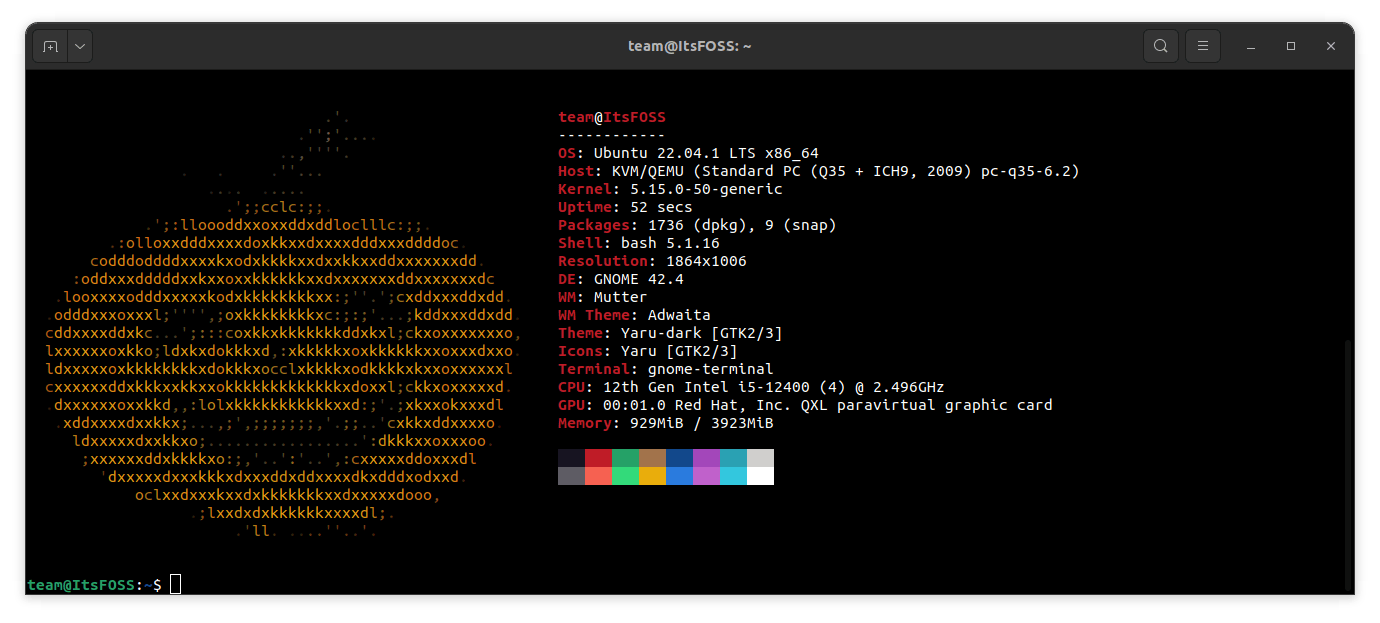 team@ItsFOSS: ~
team@ItsFOSS
------------
OS: Ubuntu 22.04.1 LTS x86_64
Host: KVM/QEMU (Standard PC (Q35 + ICH9, 2009) pc-q35-6.2)
Kernel: 5.15.0-50-generic
Uptime: 52 secs
Packages: 1736 (dpkg), 9 (snap)
Shell: bash 5.1.16
Resolution: 1864x1006
DE: GNOME 42.4
WM: Mutter
WM Theme: Adwaita
Theme: Yaru-dark [GTK2/3]
Icons: Yaru [GTK2/3]
Terminal: gnome-terminal
CPU: 12th Gen Intel i5-12400 (4) @ 2.496GHz
GPU: 00:01.0 Red Hat, Inc. QXL paravirtual graphic card
Memory: 929MiB / 3923MiB
team@ItsFOSS:~$